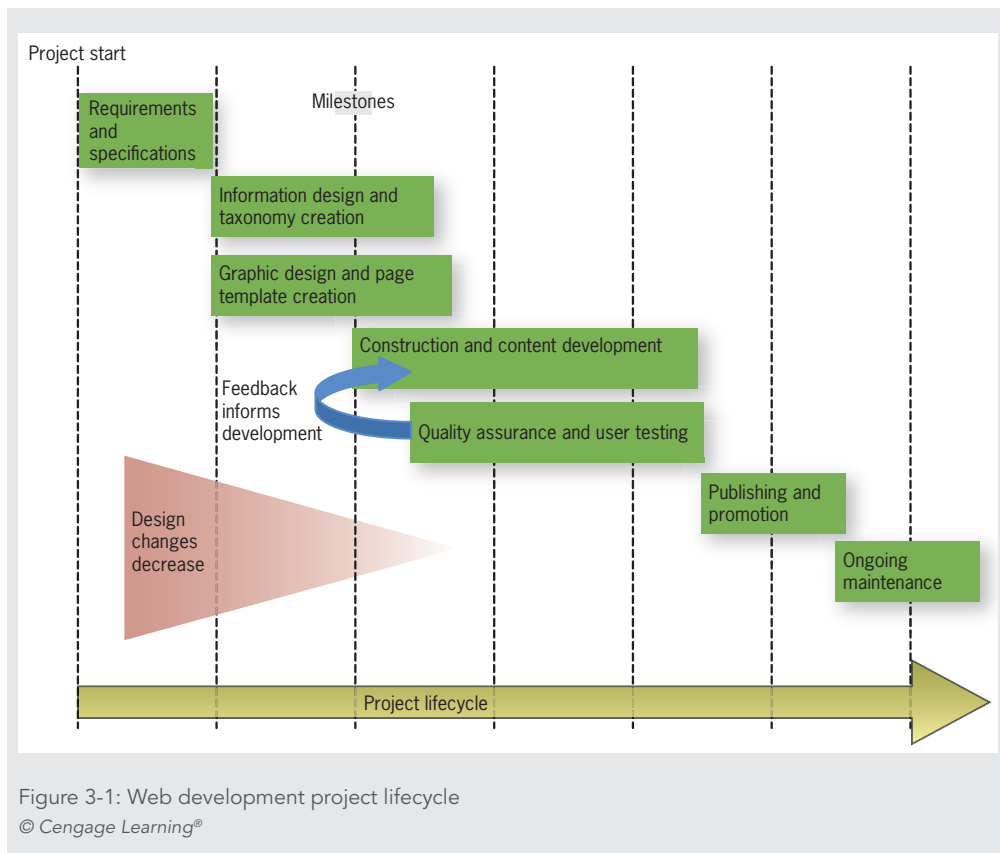 Project start
Milestones
Requirements
and
specifications
Information design and
taxonomy creation
Graphic design and page
template creation
Construction and content development
Feedback
informs
development
Quality assurance and user testing
Publishing and
promotion
Design
changes
decrease
Ongoing
maintenance
Project lifecycle
Figure 3-1: Web development project lifecycle
© Cengage Learning®